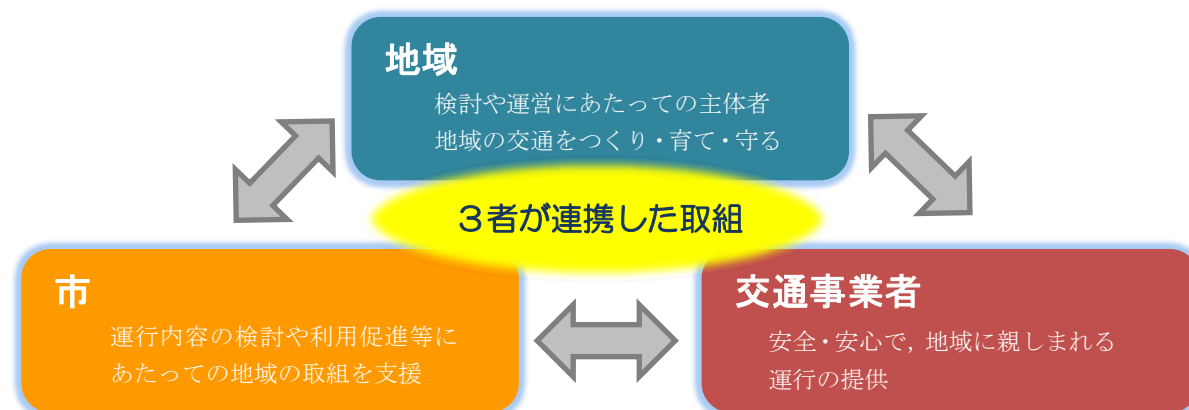 地域
検討や運営にあたっての主体者
地域の交通をつくり・育て・守る
３者が連携した取組
市
運行内容の検討や利用促進等に
あたっての地域の取組を支援
交通事業者
安全・安心で，地域に親しまれる
運行の提供